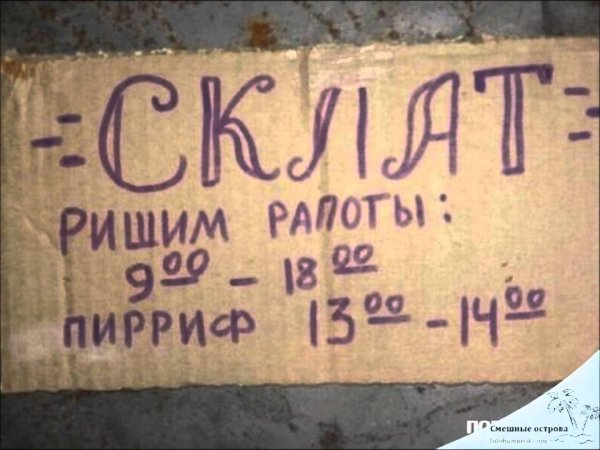 =СКЛАТ=
РИШИМ РАПОТЫ:
9⁰⁰ - 18⁰⁰
ПИРРИФ 13⁰⁰ - 14⁰⁰
Смешные острова